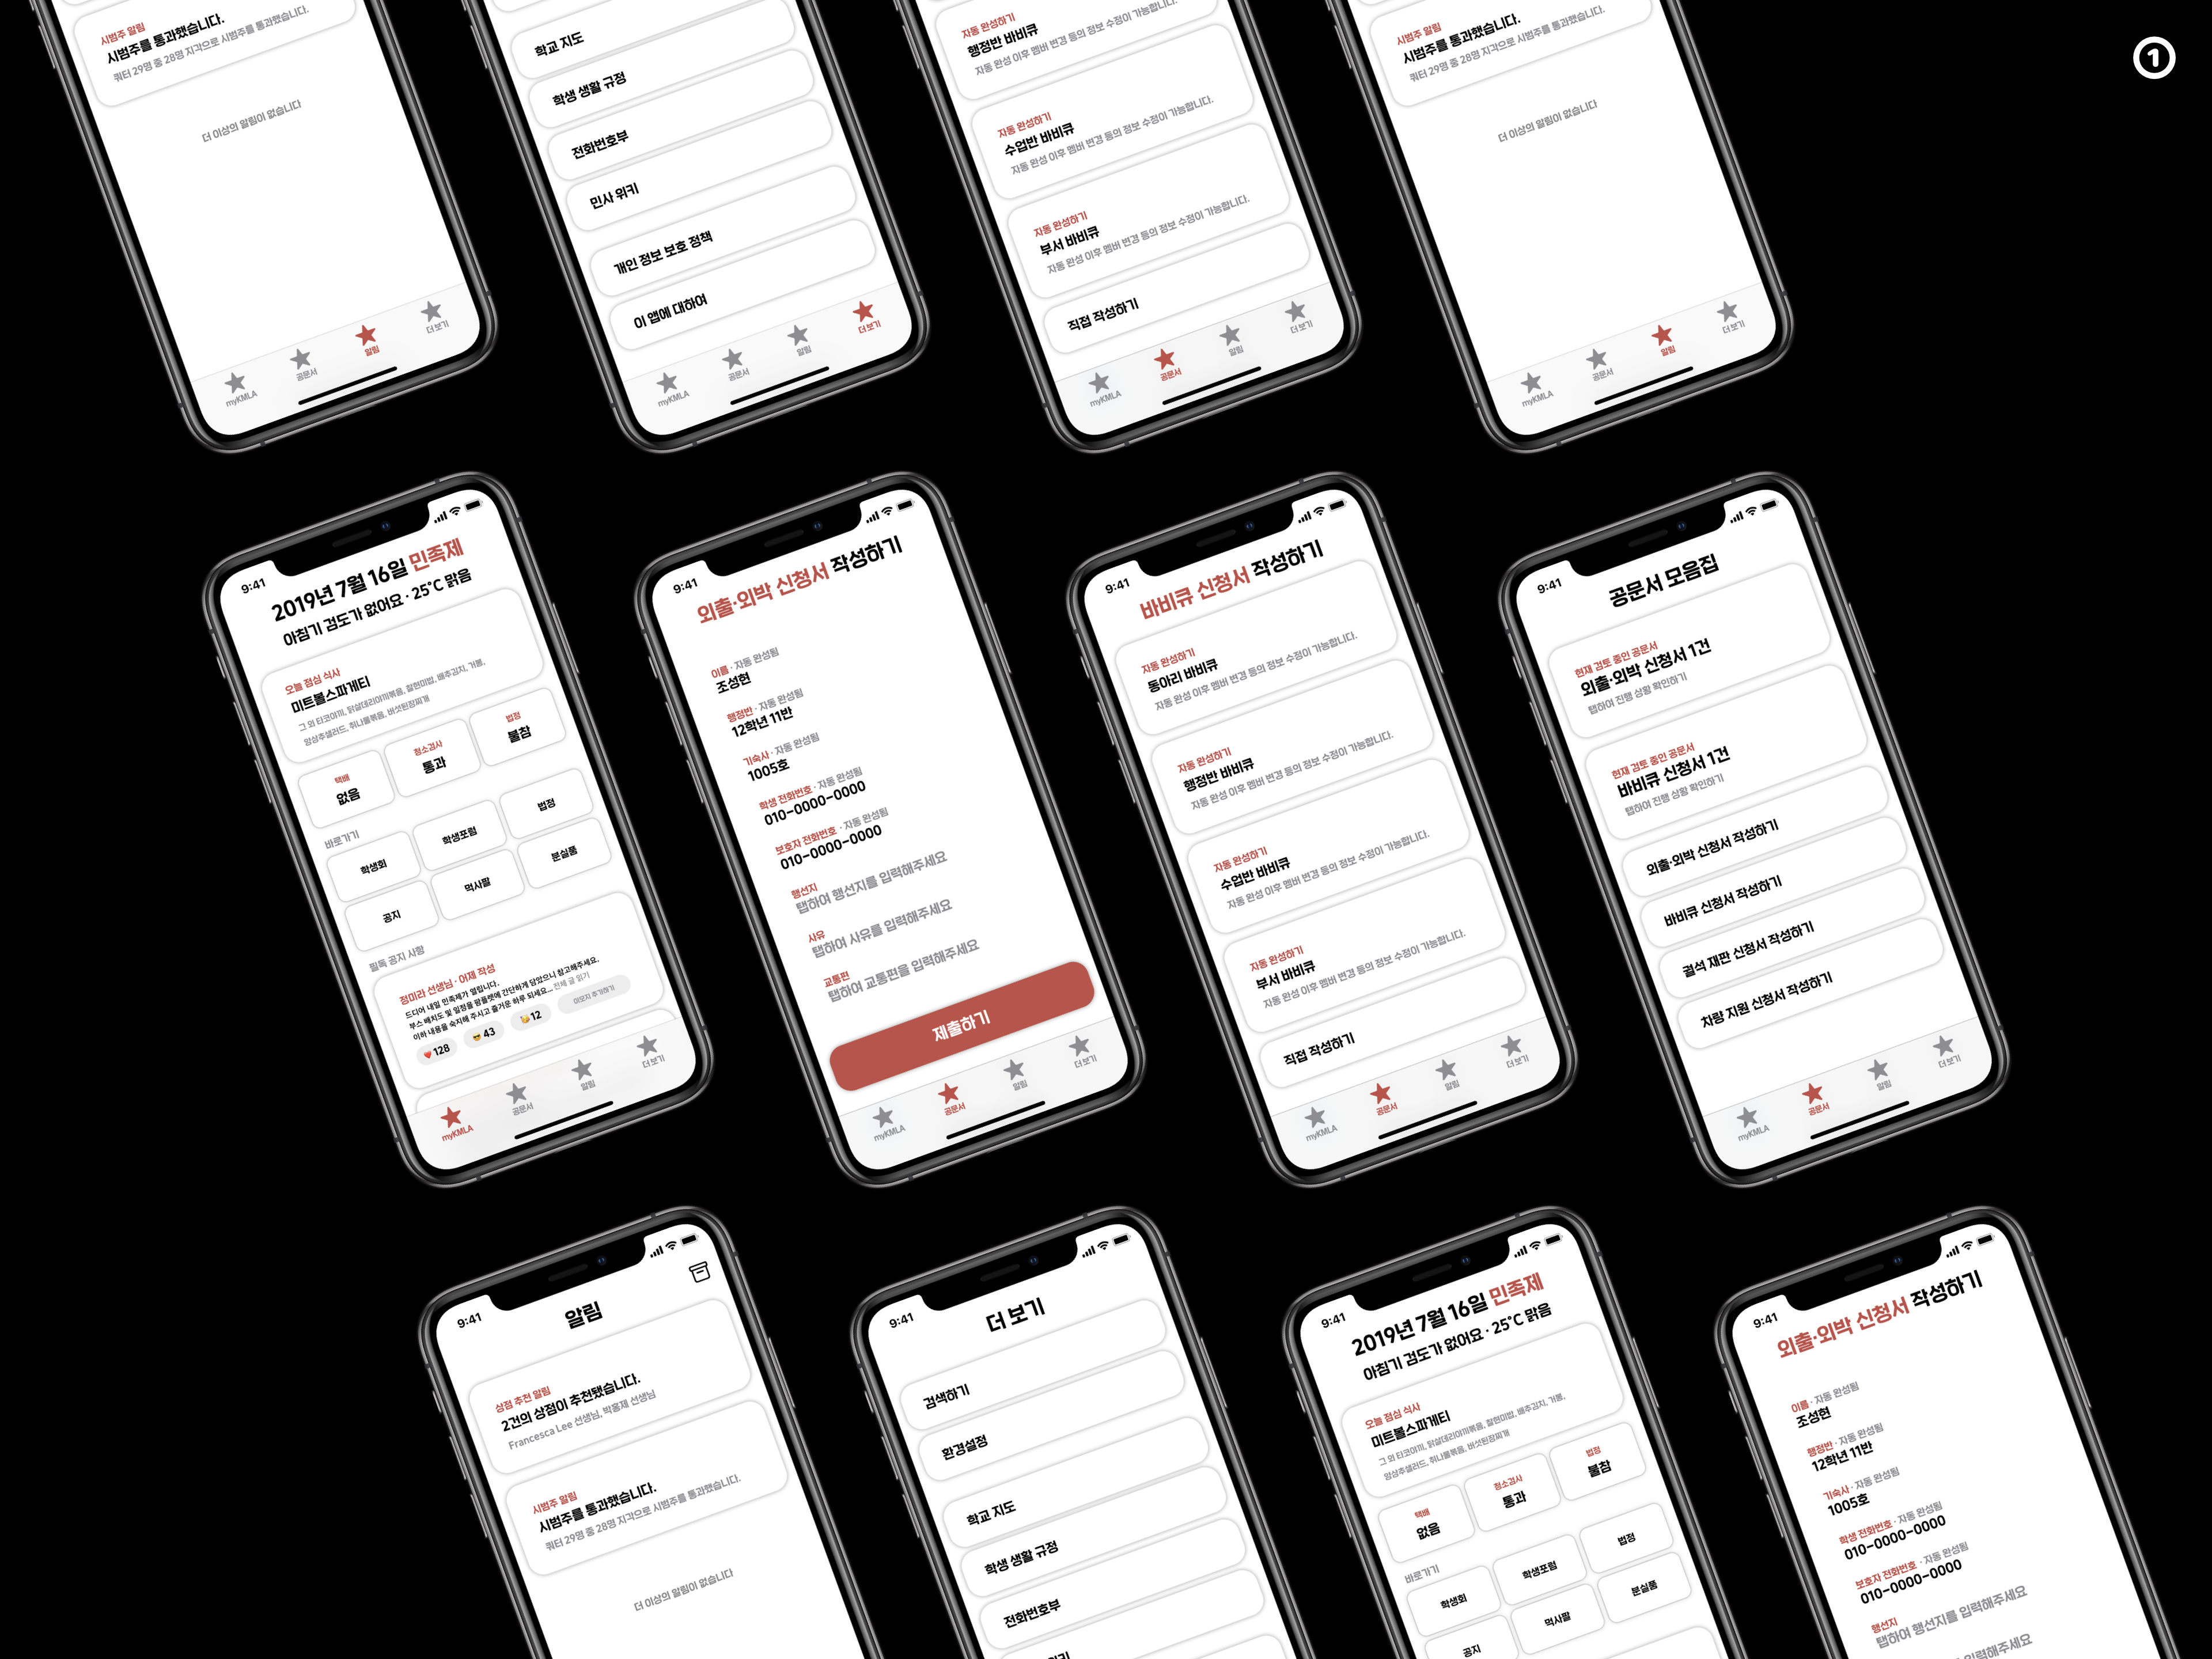 시범주 알림
시범주를 통과했습니다.
쿼터 29명 중 28명 지각으로 시범주를 통과했습니다.
더 이상의 알림이 없습니다
myKMLA
공문서
알림
더 보기
학교 지도
학생 생활 규정
전화번호부
민사 위키
개인 정보 보호 정책
이 앱에 대하여
myKMLA
공문서
알림
더 보기
자동 완성하기
행정반 바비큐
자동 완성 이후 멤버 변경 등의 정보 수정이 가능합니다.
자동 완성하기
수업반 바비큐
자동 완성 이후 멤버 변경 등의 정보 수정이 가능합니다.
자동 완성하기
부서 바비큐
자동 완성 이후 멤버 변경 등의 정보 수정이 가능합니다.
직접 작성하기
myKMLA
공문서
알림
더 보기
시범주 알림
시범주를 통과했습니다.
쿼터 29명 중 28명 지각으로 시범주를 통과했습니다.
더 이상의 알림이 없습니다
myKMLA
공문서
알림
더 보기
1
9:41
2019년 7월 16일 민족제
아침기 검도가 없어요 · 25°C 맑음
오늘 점심 식사
미트볼스파게티
그 외 타코야끼, 닭살데리야끼볶음, 찰현미밥, 배추김치, 거봉,
양상추샐러드, 취나물볶음, 버섯된장찌개
택배
없음
청소검사
통과
법정
불참
바로가기
학생회
학생포럼
법정
공지
먹사팔
분실품
필독 공지 사항
정미라 선생님 · 어제 작성
드디어 내일 민족제가 열립니다.
부스 배치도 및 일정을 팜플렛에 간단하게 담았으니 참고해주세요.
이하 내용을 숙지해 주시고 즐거운 하루 되세요... 전체 글 읽기
128
43
12
이모지 추가하기
myKMLA
공문서
알림
더 보기
9:41
외출·외박 신청서 작성하기
이름 · 자동 완성됨
조성현
행정반 · 자동 완성됨
12학년 11반
기숙사 · 자동 완성됨
1005호
학생 전화번호 · 자동 완성됨
010-0000-0000
보호자 전화번호 · 자동 완성됨
010-0000-0000
행선지
탭하여 행선지를 입력해주세요
사유
탭하여 사유를 입력해주세요
교통편
탭하여 교통편을 입력해주세요
제출하기
myKMLA
공문서
알림
더 보기
9:41
바비큐 신청서 작성하기
자동 완성하기
동아리 바비큐
자동 완성 이후 멤버 변경 등의 정보 수정이 가능합니다.
자동 완성하기
행정반 바비큐
자동 완성 이후 멤버 변경 등의 정보 수정이 가능합니다.
자동 완성하기
수업반 바비큐
자동 완성 이후 멤버 변경 등의 정보 수정이 가능합니다.
자동 완성하기
부서 바비큐
자동 완성 이후 멤버 변경 등의 정보 수정이 가능합니다.
직접 작성하기
myKMLA
공문서
알림
더 보기
9:41
공문서 모음집
현재 검토 중인 공문서
외출·외박 신청서 1건
탭하여 진행 상황 확인하기
현재 검토 중인 공문서
바비큐 신청서 1건
탭하여 진행 상황 확인하기
외출·외박 신청서 작성하기
바비큐 신청서 작성하기
결석 재판 신청서 작성하기
차량 지원 신청서 작성하기
myKMLA
공문서
알림
더 보기
9:41
알림
상점 추천 알림
2건의 상점이 추천됐습니다.
Francesca Lee 선생님, 박홍제 선생님
시범주 알림
시범주를 통과했습니다.
쿼터 29명 중 28명 지각으로 시범주를 통과했습니다.
더 이상의 알림이 없습니다
9:41
더 보기
검색하기
환경설정
학교 지도
학생 생활 규정
전화번호부
9:41
2019년 7월 16일 민족제
아침기 검도가 없어요 · 25°C 맑음
오늘 점심 식사
미트볼스파게티
그 외 타코야끼, 닭살데리야끼볶음, 찰현미밥, 배추김치, 거봉,
양상추샐러드, 취나물볶음, 버섯된장찌개
택배
없음
청소검사
통과
법정
불참
바로가기
학생회
학생포럼
법정
공지
먹사팔
분실품
9:41
외출·외박 신청서 작성하기
이름 · 자동 완성됨
조성현
행정반 · 자동 완성됨
12학년 11반
기숙사 · 자동 완성됨
1005호
학생 전화번호 · 자동 완성됨
010-0000-0000
보호자 전화번호 · 자동 완성됨
010-0000-0000
행선지
탭하여 행선지를 입력해주세요
입력해주세요